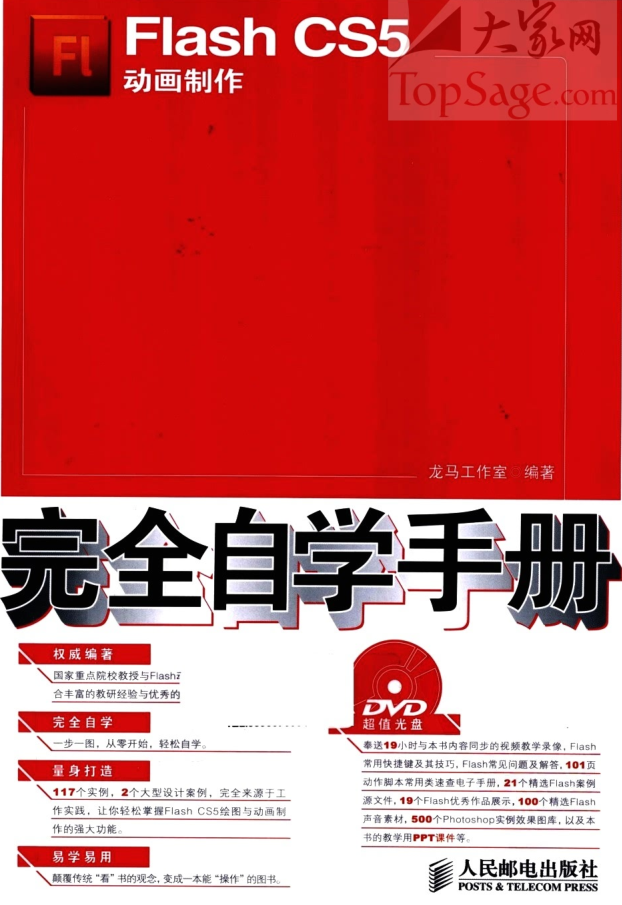 Fl
Flash CS5
动画制作
大家网
TopSage.com
龙马工作室 编著
完全自学手册
权威编著
国家重点院校教授与Flash
合丰富的教研经验与优秀的
完全自学
一步一图，从零开始，轻松自学。
量身打造
117个实例，2个大型设计案例，完全来源于工
作实践，让你轻松掌握Flash CS5绘图与动画制
作的强大功能。
易学易用
颠覆传统“看”书的观念，变成一本能“操作”的图书。
DVD
超值光盘
奉送19小时与本书内容同步的视频教学录像，Flash
常用快捷键及其技巧，Flash常见问题及解答，101页
动作脚本常用类速查电子手册，21个精选Flash案例
源文件，19个Flash优秀作品展示，100个精选Flash
声音素材，500个Photoshop实例效果图库，以及本
书的教学用PPT课件等。
人民邮电出版社
POSTS & TELECOM PRESS